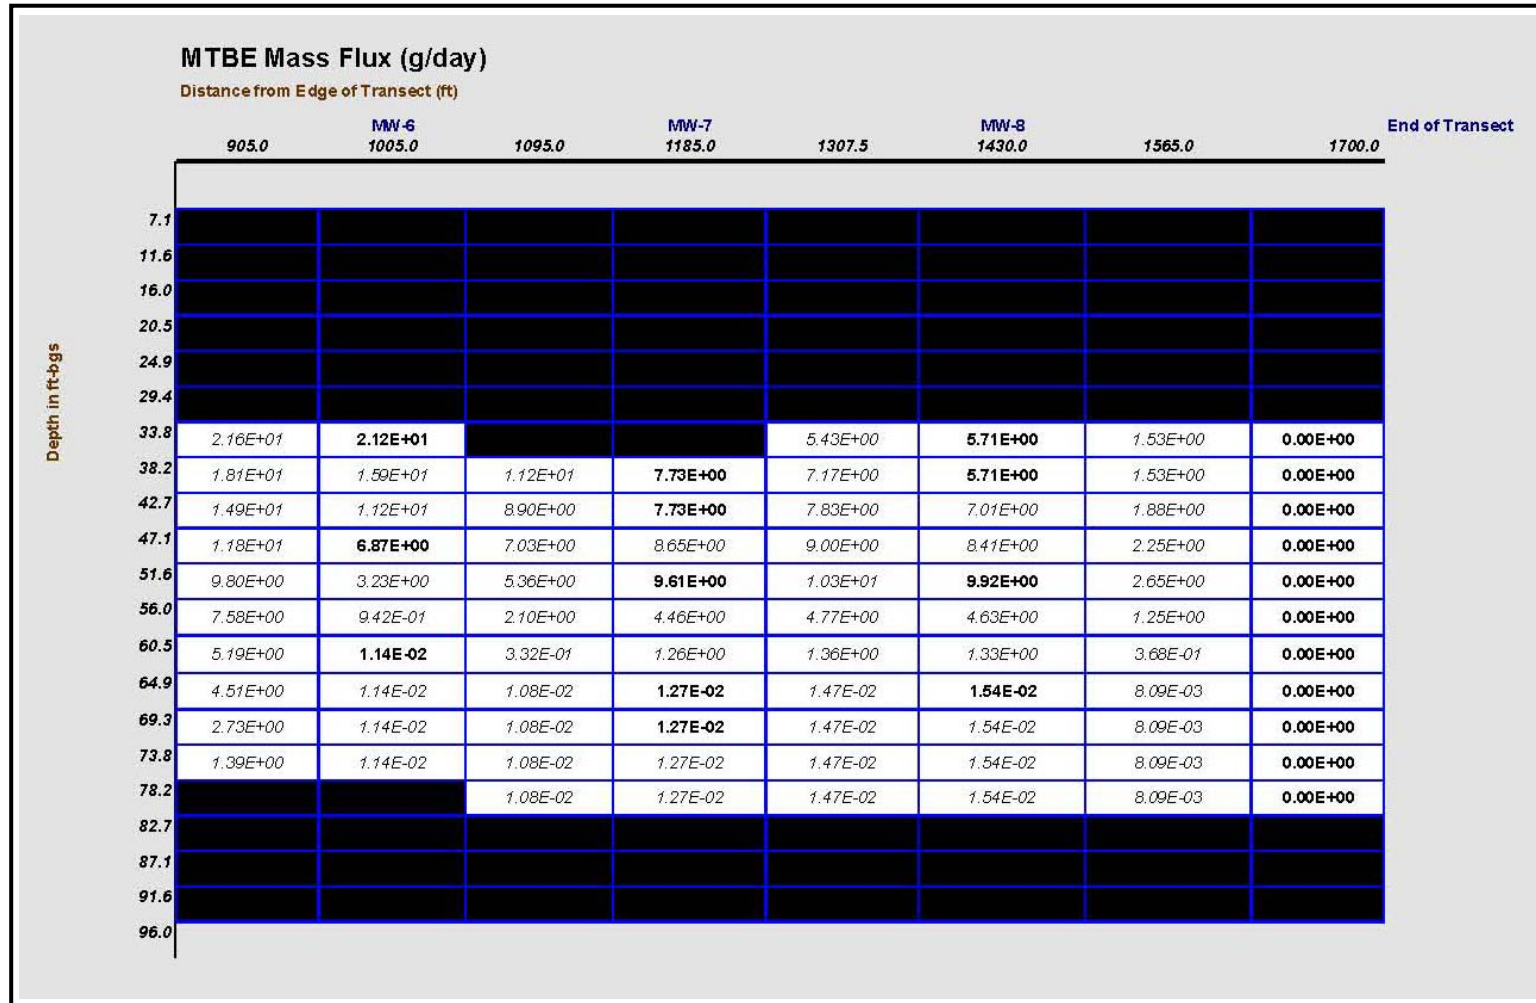 MTBE Mass Flux (g/day)
Distance from Edge of Transect (ft)
MW-6 MW-7 MW-8 End of Transect
905.0 1005.0 1095.0 1185.0 1307.5 1430.0 1565.0 1700.0
Depth in ft-bgs
7.1
11.6
16.0
20.5
24.9
29.4
33.8
2.16E+01 2.12E+01 5.43E+00 5.71E+00 1.53E+00 0.00E+00
38.2
1.81E+01 1.59E+01 1.12E+01 7.73E+00 7.17E+00 5.71E+00 1.53E+00 0.00E+00
42.7
1.49E+01 1.12E+01 8.90E+00 7.73E+00 7.83E+00 7.01E+00 1.88E+00 0.00E+00
47.1
1.18E+01 6.87E+00 7.03E+00 8.65E+00 9.00E+00 8.41E+00 2.25E+00 0.00E+00
51.6
9.80E+00 3.23E+00 5.36E+00 9.61E+00 1.03E+01 9.92E+00 2.65E+00 0.00E+00
56.0
7.58E+00 9.42E-01 2.10E+00 4.46E+00 4.77E+00 4.63E+00 1.25E+00 0.00E+00
60.5
5.19E+00 1.14E-02 3.32E-01 1.26E+00 1.36E+00 1.33E+00 3.68E-01 0.00E+00
64.9
4.51E+00 1.14E-02 1.08E-02 1.27E-02 1.47E-02 1.54E-02 8.09E-03 0.00E+00
69.3
2.73E+00 1.14E-02 1.08E-02 1.27E-02 1.47E-02 1.54E-02 8.09E-03 0.00E+00
73.8
1.39E+00 1.14E-02 1.08E-02 1.27E-02 1.47E-02 1.54E-02 8.09E-03 0.00E+00
78.2
1.08E-02 1.27E-02 1.47E-02 1.54E-02 8.09E-03 0.00E+00
82.7
87.1
91.6
96.0